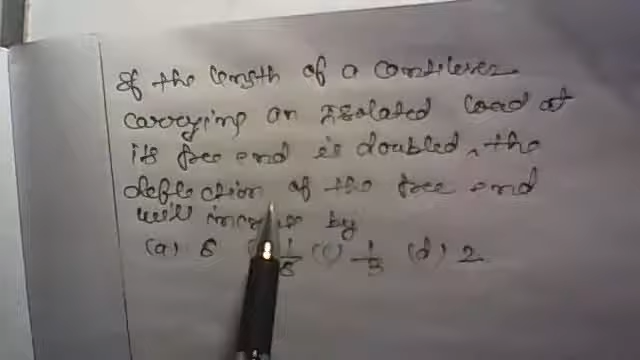 If the length of a cantilever
carrying an isolated load at
its free end is doubled, the
deflection of the free end
will increase by
(a) 8 1/8 (c) 1/3 (d) 2